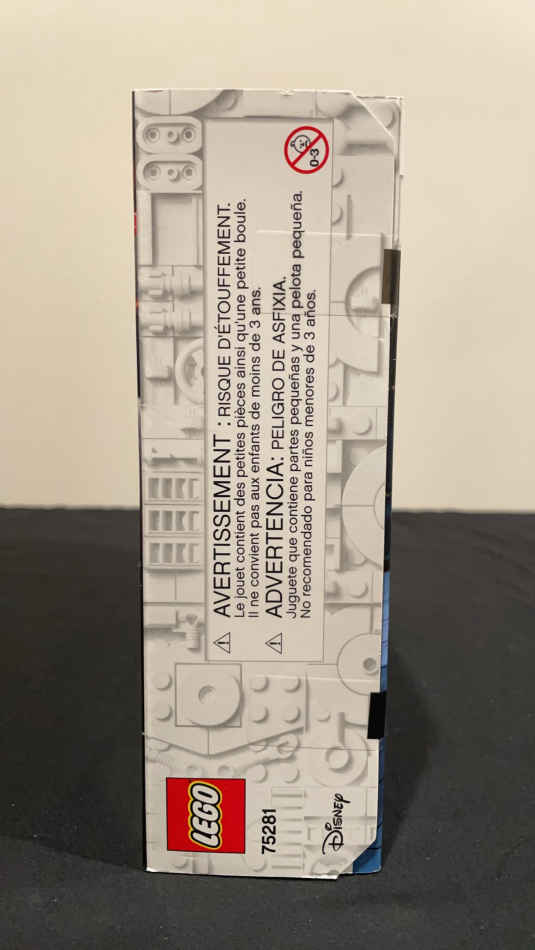 LEGO
75281
Disney
⚠ AVERTISSEMENT : RISQUE D'ÉTOUFFEMENT.
Le jouet contient des petites pièces ainsi qu'une petite boule.
Il ne convient pas aux enfants de moins de 3 ans.
⚠ ADVERTENCIA: PELIGRO DE ASFIXIA.
Juguete que contiene partes pequeñas y una pelota pequeña.
No recomendado para niños menores de 3 años.
0-3